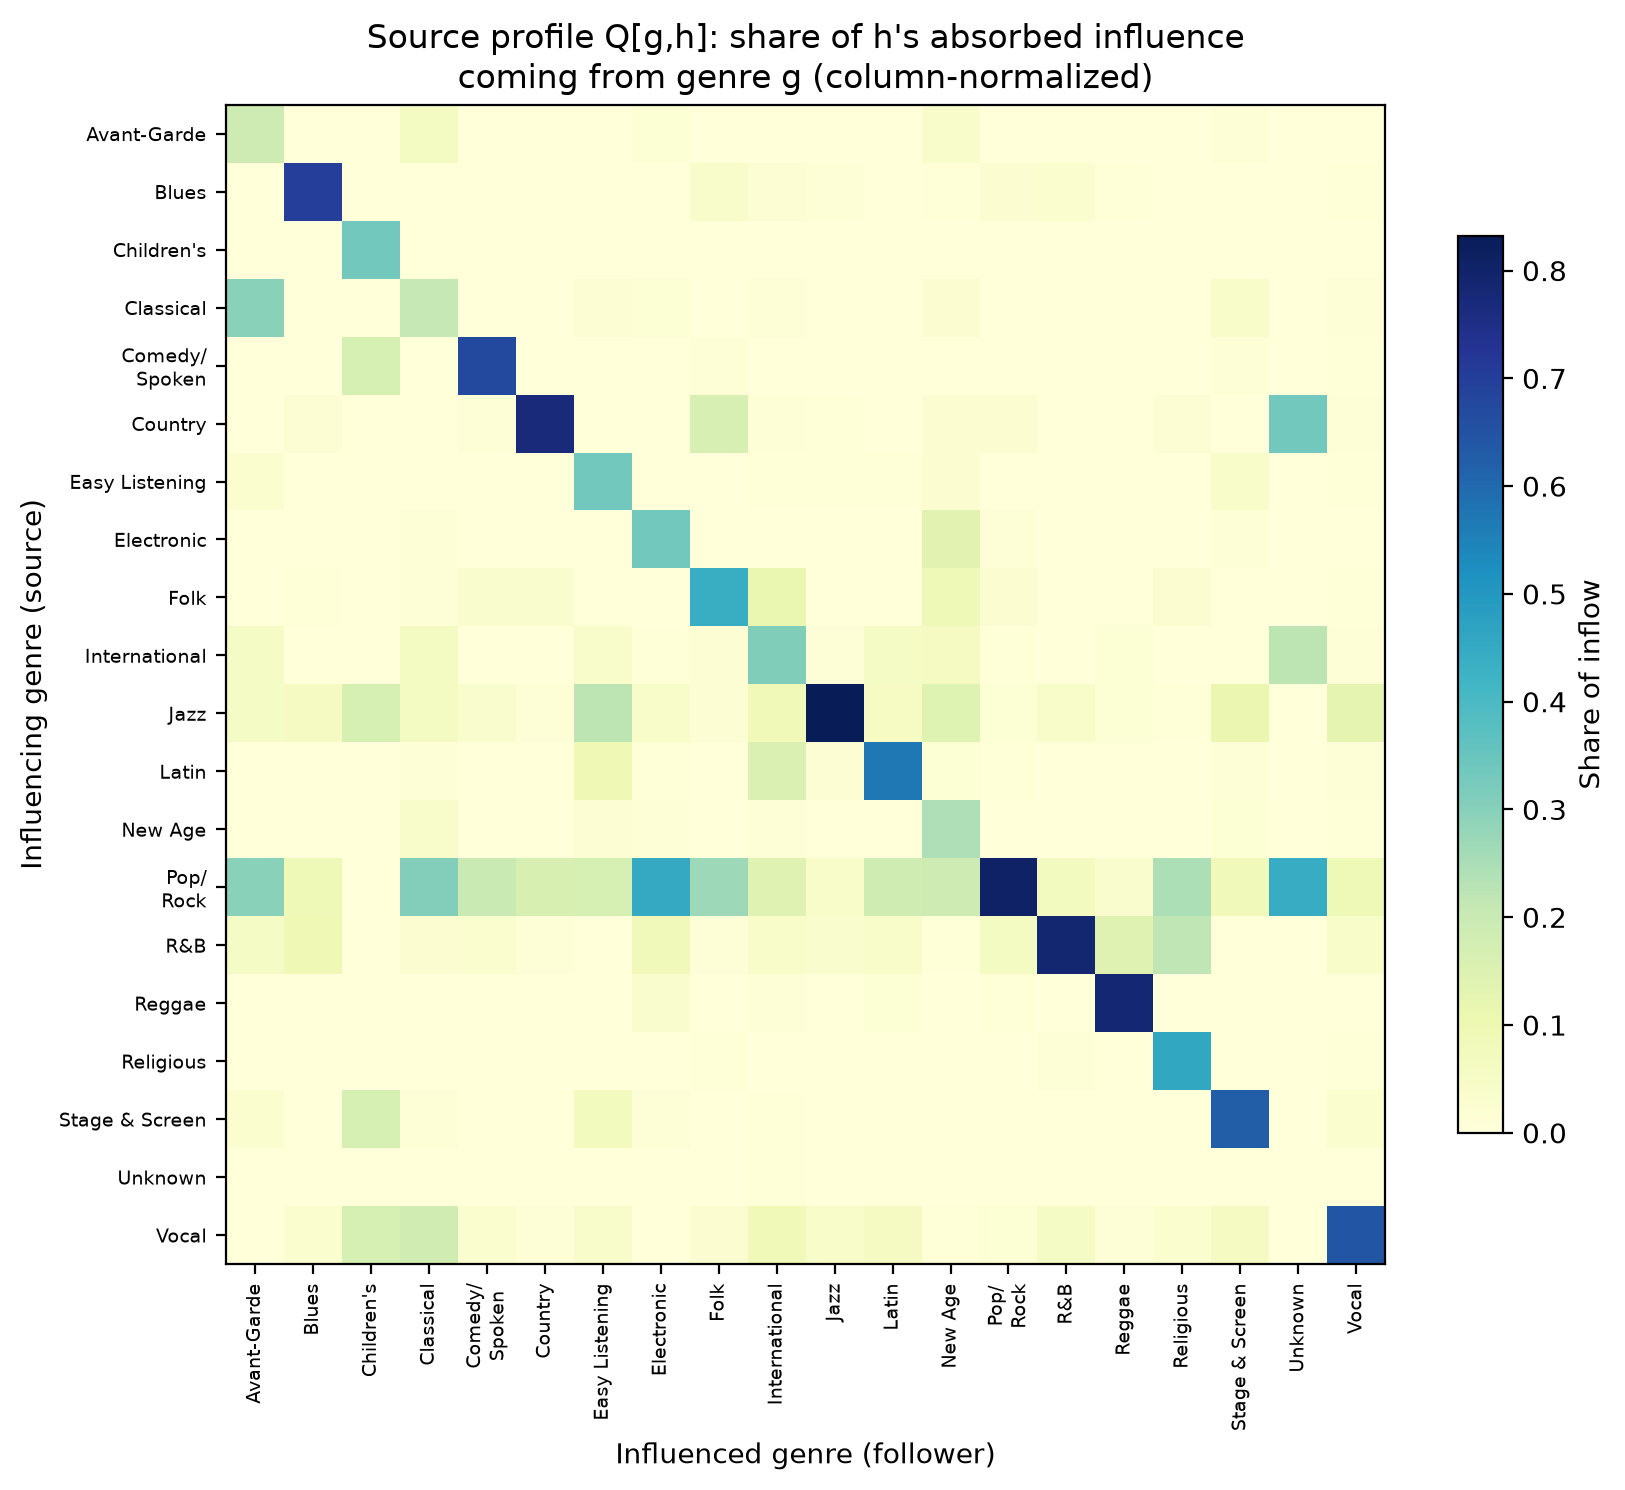 Source profile Q[g,h]: share of h's absorbed influence
coming from genre g (column-normalized)
Influencing genre (source)
Avant-Garde
Blues
Children's
Classical
Comedy/
Spoken
Country
Easy Listening
Electronic
Folk
International
Jazz
Latin
New Age
Pop/
Rock
R&B
Reggae
Religious
Stage & Screen
Unknown
Vocal
Avant-Garde
Blues
Children's
Classical
Comedy/
Spoken
Country
Easy Listening
Electronic
Folk
International
Jazz
Latin
New Age
Pop/
Rock
R&B
Reggae
Religious
Stage & Screen
Unknown
Vocal
Influenced genre (follower)
0.8
0.7
0.6
0.5
0.4
0.3
0.2
0.1
0.0
Share of inflow